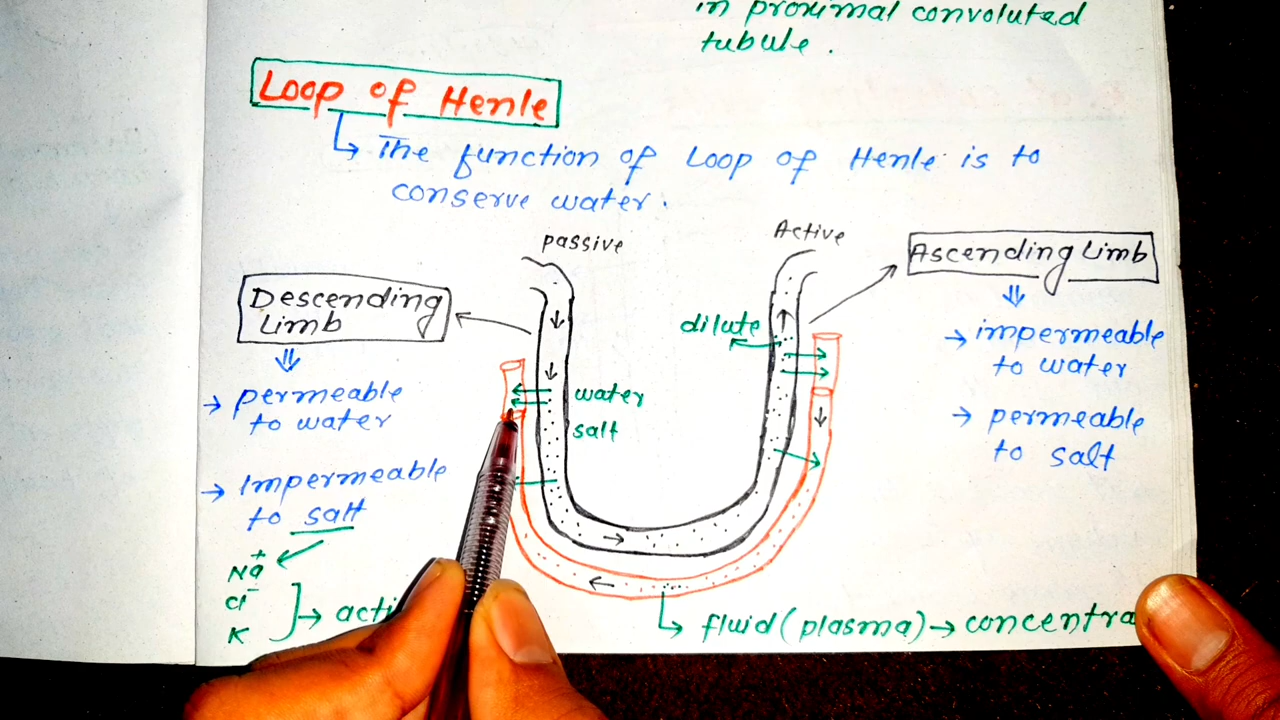 in proximal convoluted
tubule.
Loop of Henle
The function of Loop of Henle is to
conserve water.
passive
Active
Descending
Limb
Ascending Limb
dilute
permeable
to water
water
salt
impermeable
to water
permeable
to salt
Impermeable
to salt
Na+
Cl-
K
fluid (plasma) → concentra